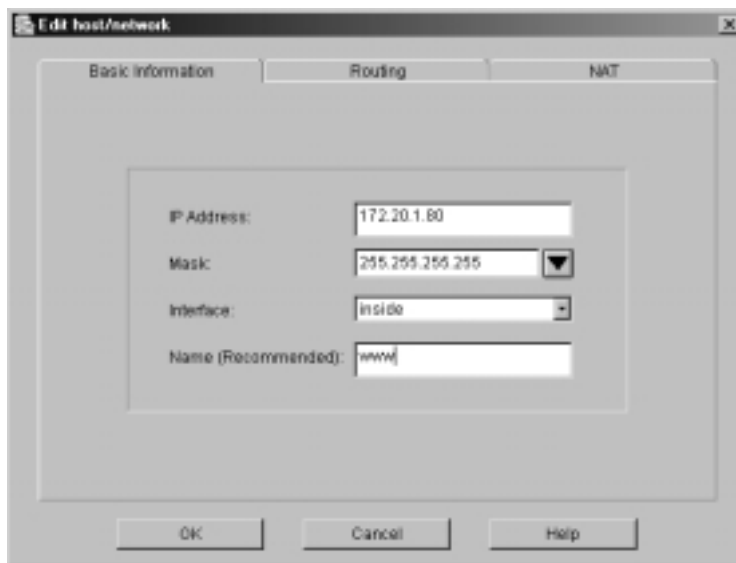 Edit host/network
Basic Information Routing NAT
IP Address: 172.20.1.80
Mask: 255.255.255.255
Interface: inside
Name (Recommended): www
OK Cancel Help